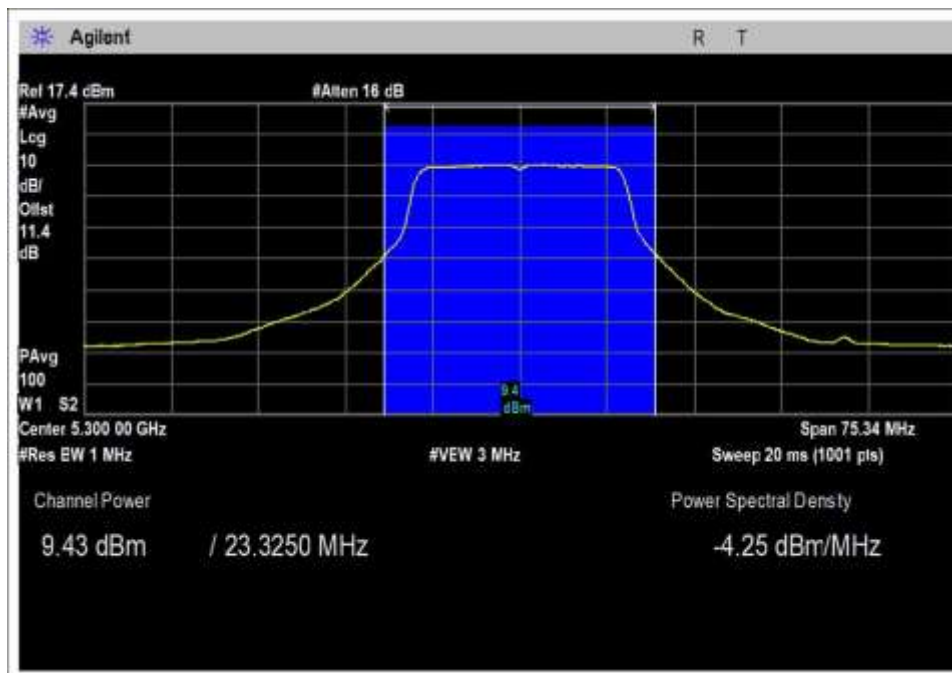 Agilent
R T
Ref 17.4 dBm #Atten 16 dB
#Avg
Log
10
dB/
Offst
11.4
dB
PAvg
100
W1 S2
9.4
dBm
Center 5.300 00 GHz Span 75.34 MHz
#Res BW 1 MHz #VBW 3 MHz Sweep 20 ms (1001 pts)
Channel Power Power Spectral Density
9.43 dBm / 23.3250 MHz -4.25 dBm/MHz